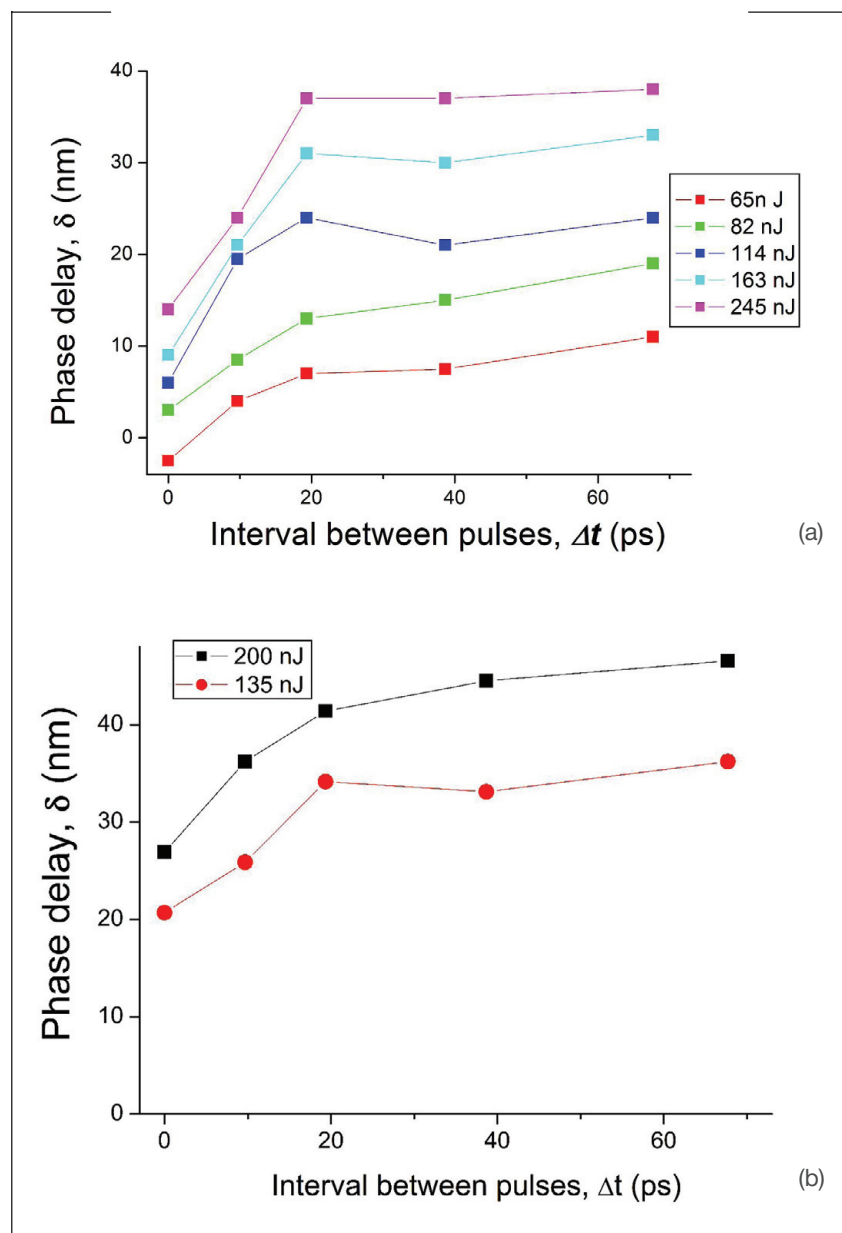 40
30
20
10
0
Phase delay, δ (nm)
65n J
82 nJ
114 nJ
163 nJ
245 nJ
0 20 40 60
Interval between pulses, Δt (ps)
(a)
200 nJ
135 nJ
40
30
20
10
0
Phase delay, δ (nm)
0 20 40 60
Interval between pulses, Δt (ps)
(b)